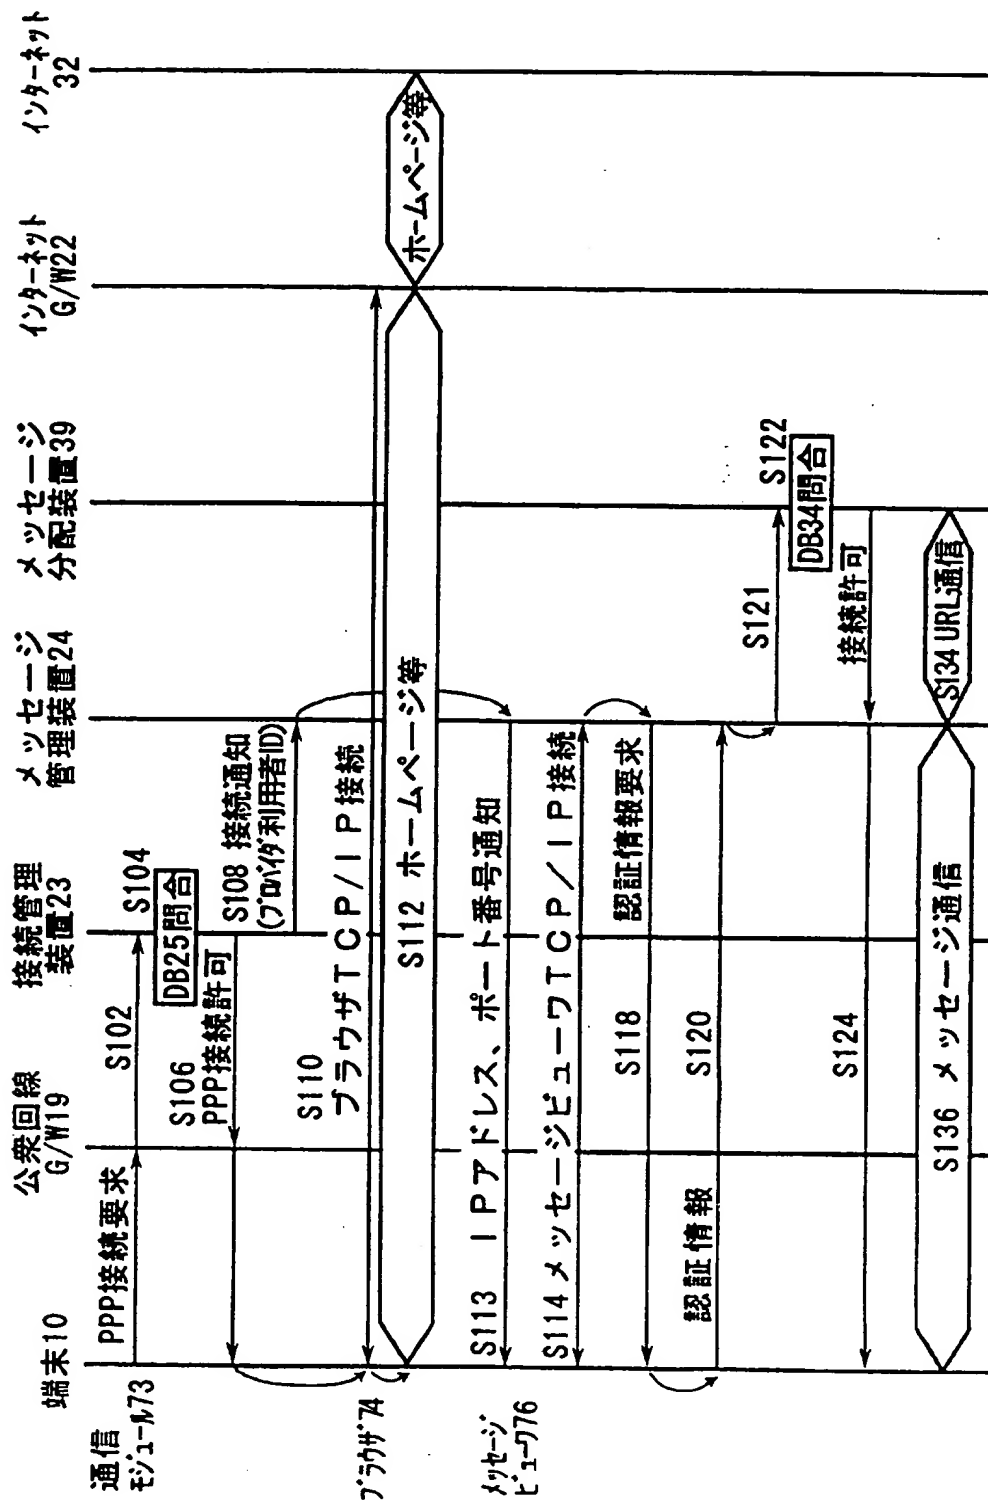 端末10
公衆回線
G/W19
接続管理
装置23
メッセージ
管理装置24
メッセージ
分配装置39
インターネット
G/W22
インターネット
32
通信
モジュール73
PPP接続要求
S102
S104
DB25問合
S106
PPP接続許可
S108 接続通知
(プロバイダ利用者ID)
S110
ブラウザTCP/IP接続
ブラウザ74
S112 ホームページ等
ホームページ等
メッセージ
ビューワ76
S113 IPアドレス、ポート番号通知
S114メッセージビューワTCP/IP接続
S118
認証情報要求
認証情報
S120
S121
S122
DB34問合
接続許可
S124
S134 URL通信
S136 メッセージ通信